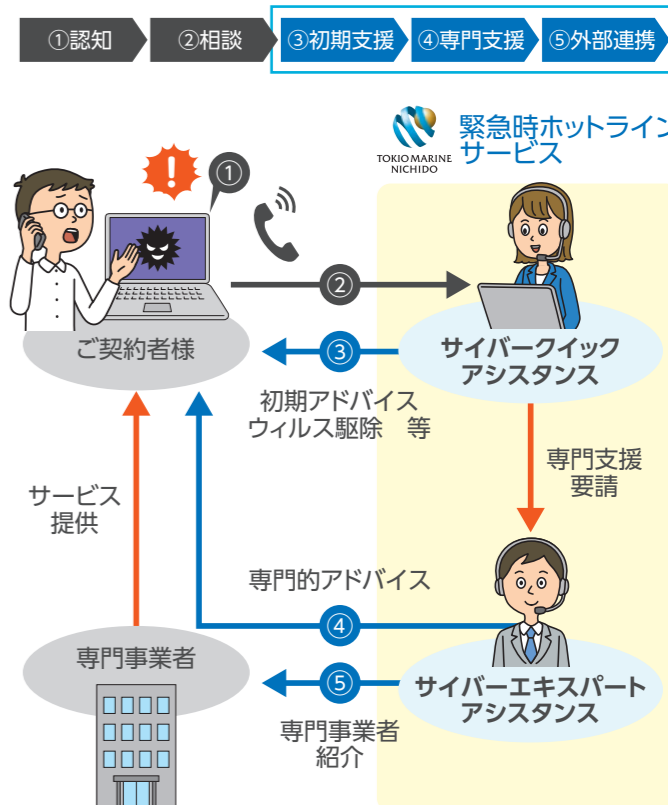 ①認知
②相談
③初期支援
④専門支援
⑤外部連携
TOKIO MARINE
NICHIDO
緊急時ホットライン
サービス
!
①
②
ご契約者様
③
サイバークイック
アシスタンス
初期アドバイス
ウィルス駆除 等
専門支援
要請
サービス
提供
専門的アドバイス
④
専門事業者
⑤
サイバーエキスパート
アシスタンス
専門事業者
紹介